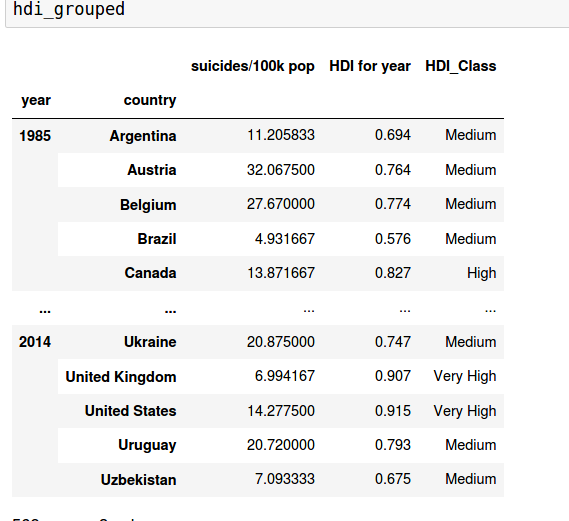 hdi_grouped
suicides/100k pop HDI for year HDI_Class
year country
1985 Argentina 11.205833 0.694 Medium
Austria 32.067500 0.764 Medium
Belgium 27.670000 0.774 Medium
Brazil 4.931667 0.576 Medium
Canada 13.871667 0.827 High
... ... ... ... ...
2014 Ukraine 20.875000 0.747 Medium
United Kingdom 6.994167 0.907 Very High
United States 14.277500 0.915 Very High
Uruguay 20.720000 0.793 Medium
Uzbekistan 7.093333 0.675 Medium